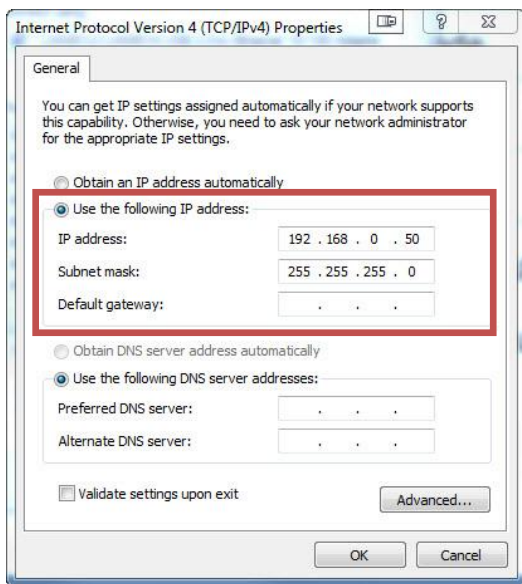 Internet Protocol Version 4 (TCP/IPv4) Properties
General
You can get IP settings assigned automatically if your network supports
this capability. Otherwise, you need to ask your network administrator
for the appropriate IP settings.
Obtain an IP address automatically
Use the following IP address:
IP address: 192 . 168 . 0 . 50
Subnet mask: 255 . 255 . 255 . 0
Default gateway: . . .
Obtain DNS server address automatically
Use the following DNS server addresses:
Preferred DNS server: . . .
Alternate DNS server: . . .
Validate settings upon exit
Advanced...
OK Cancel